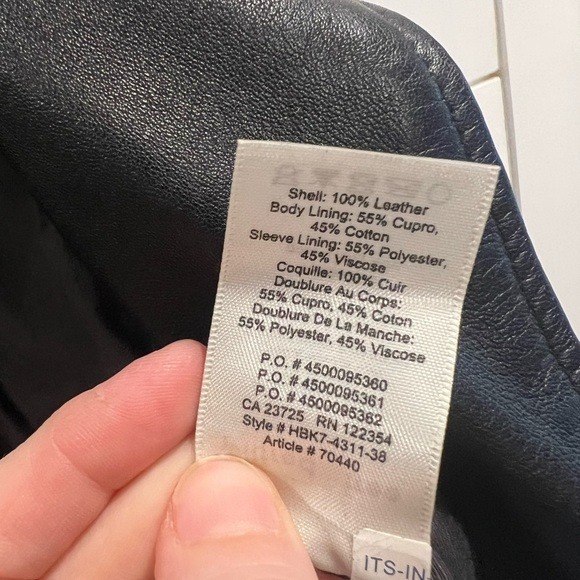 Shell: 100% Leather
Body Lining: 55% Cupro,
45% Cotton
Sleeve Lining: 55% Polyester,
45% Viscose
Coquille: 100% Cuir
Doublure Au Corps:
55% Cupro, 45% Coton
Doublure De La Manche:
55% Polyester, 45% Viscose
P.O. # 4500095360
P.O. # 4500095361
P.O. # 4500095362
CA 23725 RN 122354
Style # HBK7-4311-38
Article # 70440
ITS-IN